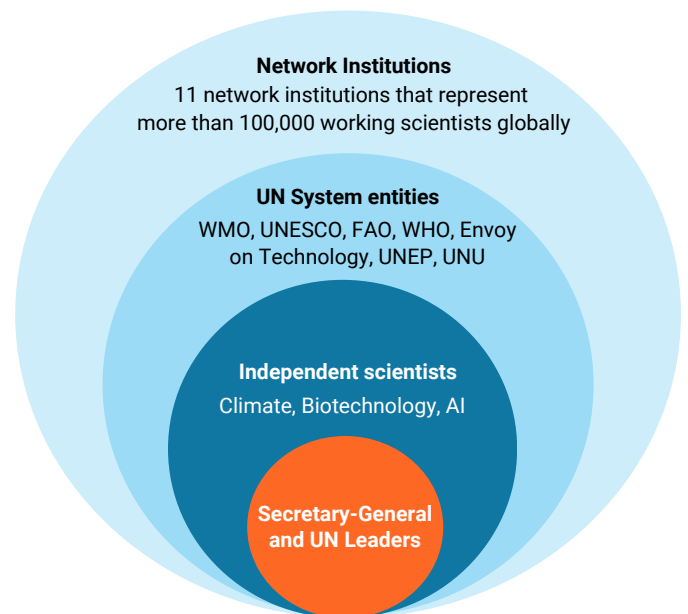 Network Institutions
11 network institutions that represent
more than 100,000 working scientists globally
UN System entities
WMO, UNESCO, FAO, WHO, Envoy
on Technology, UNEP, UNU
Independent scientists
Climate, Biotechnology, AI
Secretary-General
and UN Leaders